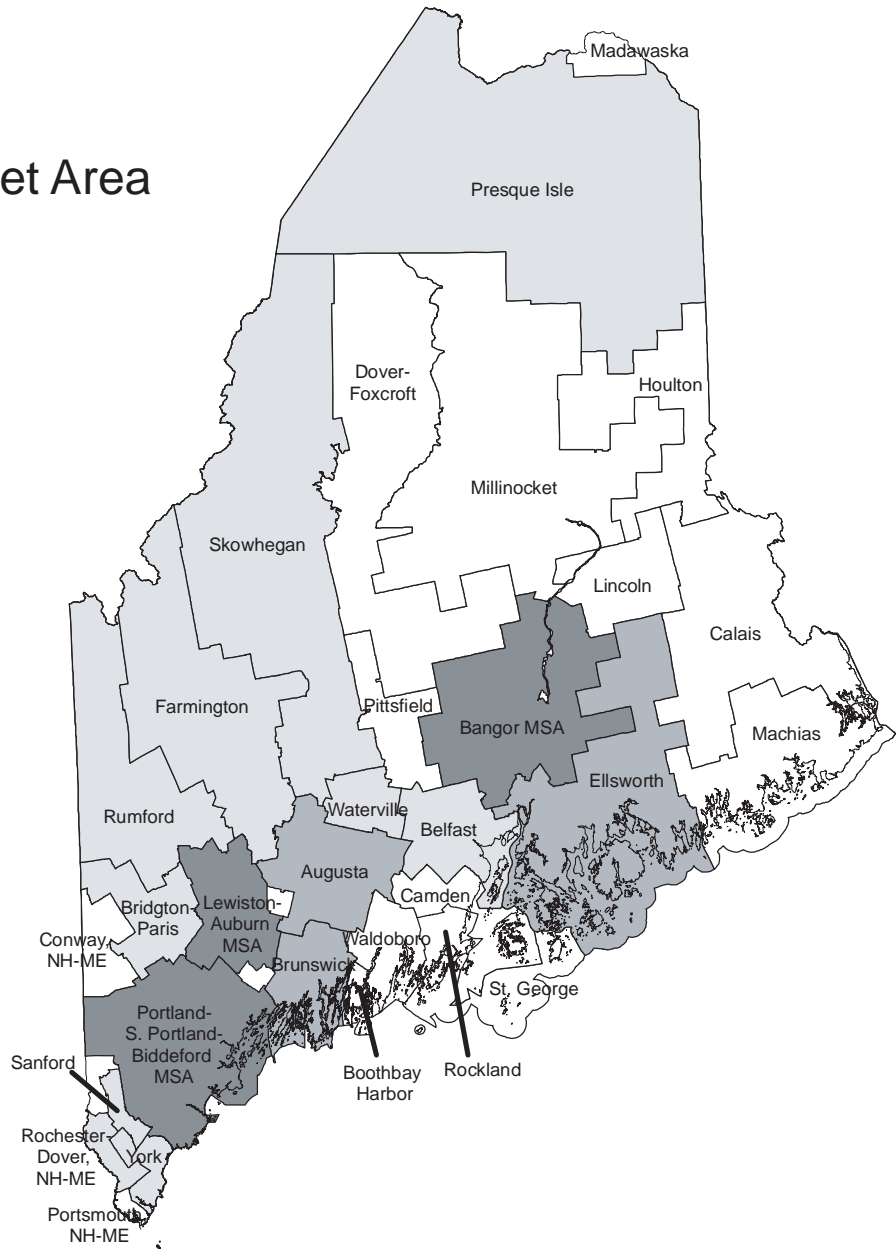 Madawaska
et Area
Presque Isle
Dover-
Foxcroft
Houlton
Millinocket
Skowhegan
Lincoln
Calais
Farmington
Pittsfield
Bangor MSA
Machias
Ellsworth
Rumford
Waterville
Belfast
Augusta
Camden
Bridgton-
Paris
Lewiston-
Auburn
MSA
Conway,
NH-ME
Waldoboro
Brunswick
St. George
Portland-
S. Portland-
Biddeford
MSA
Sanford
Boothbay
Harbor
Rockland
Rochester-
Dover,
NH-ME
York
Portsmouth,
NH-ME